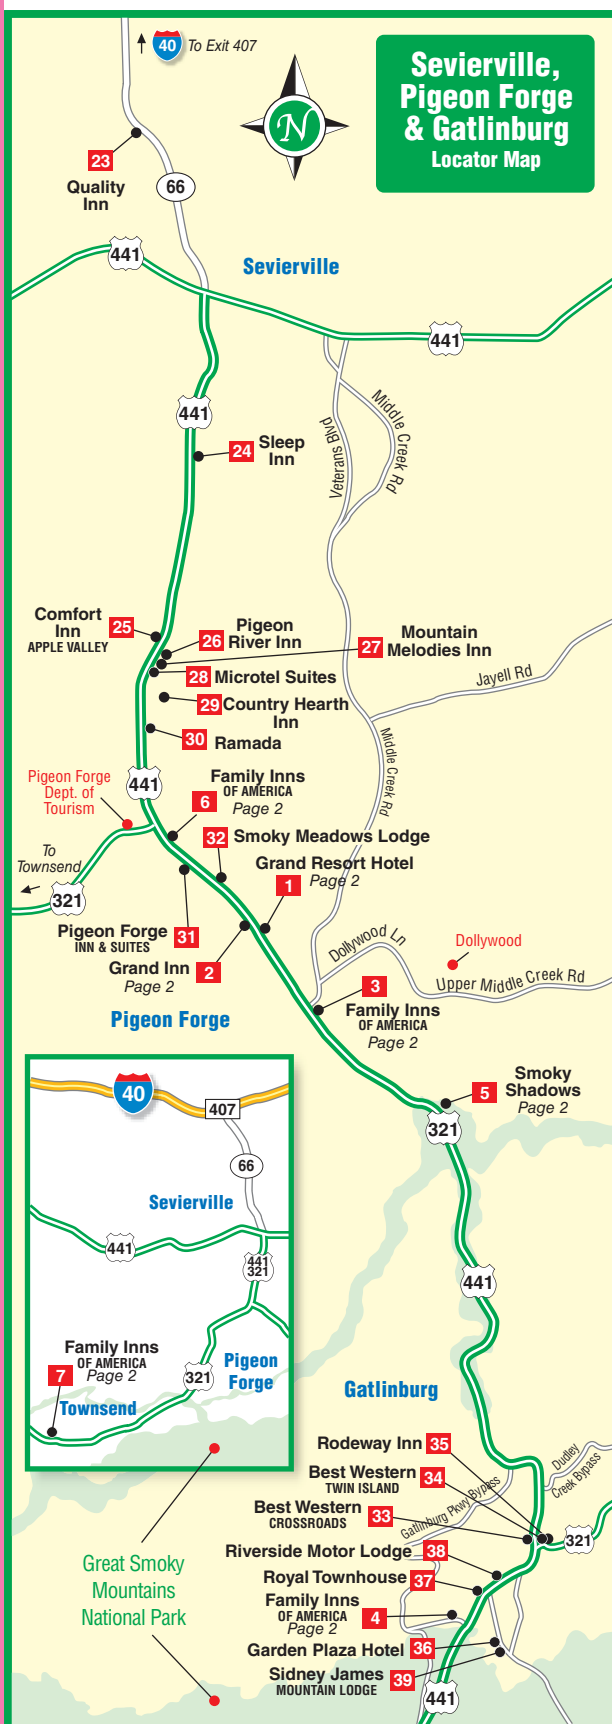 40
To Exit 407
N
Sevierville,
Pigeon Forge
& Gatlinburg
Locator Map
23
Quality
Inn
66
441
Sevierville
441
441
Middle Creek Rd
Veterans Blvd
24
Sleep
Inn
Comfort
Inn
APPLE VALLEY
25
26
Pigeon
River Inn
27
Mountain
Melodies Inn
28
Microtel Suites
Jayell Rd
29
Country Hearth
Inn
30
Ramada
Middle Creek Rd
441
Pigeon Forge
Dept. of
Tourism
6
Family Inns
OF AMERICA
Page 2
32
Smoky Meadows Lodge
To
Townsend
321
Grand Resort Hotel
1
Page 2
Pigeon Forge
INN & SUITES
31
Grand Inn
Page 2
2
Dollywood Ln
Dollywood
Upper Middle Creek Rd
3
Family Inns
OF AMERICA
Page 2
Pigeon Forge
5
Smoky
Shadows
Page 2
321
40
407
66
Sevierville
441
441
321
Family Inns
OF AMERICA
Page 2
7
321
Pigeon
Forge
Townsend
441
Gatlinburg
Rodeway Inn
35
Best Western
TWIN ISLAND
34
Dudley
Creek Bypass
Best Western
CROSSROADS
33
Gatlinburg Pkwy Bypass
321
Riverside Motor Lodge
38
Royal Townhouse
37
Family Inns
OF AMERICA
Page 2
4
Great Smoky
Mountains
National Park
Garden Plaza Hotel
36
Sidney James
MOUNTAIN LODGE
39
441